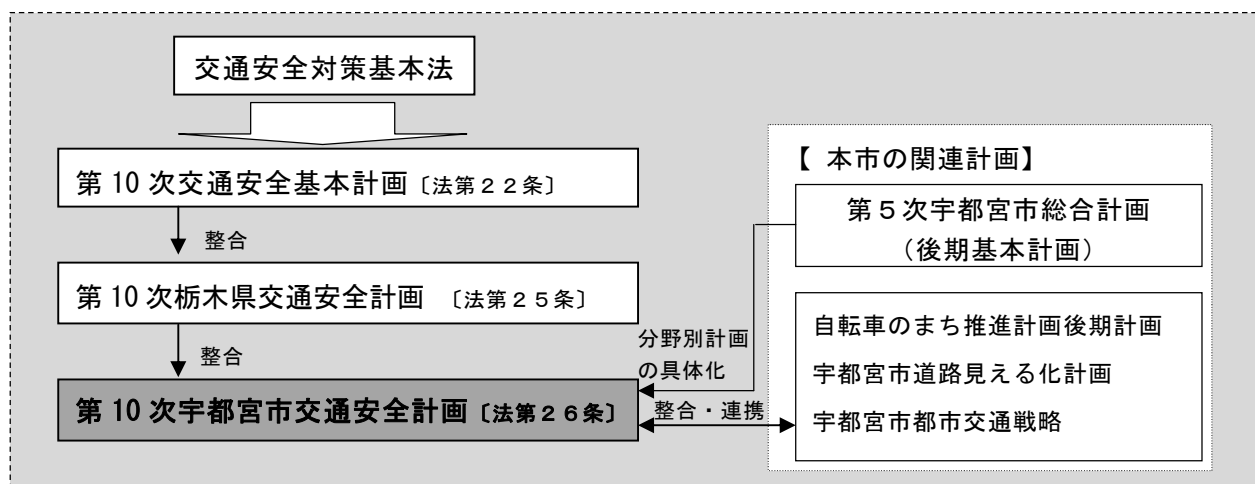 交通安全対策基本法
第10次交通安全基本計画〔法第２２条〕
整合
第10次栃木県交通安全計画 〔法第２５条〕
整合
第10次宇都宮市交通安全計画〔法第２６条〕
分野別計画
の具体化
整合・連携
【 本市の関連計画】
第５次宇都宮市総合計画
（後期基本計画）
自転車のまち推進計画後期計画
宇都宮市道路見える化計画
宇都宮市都市交通戦略